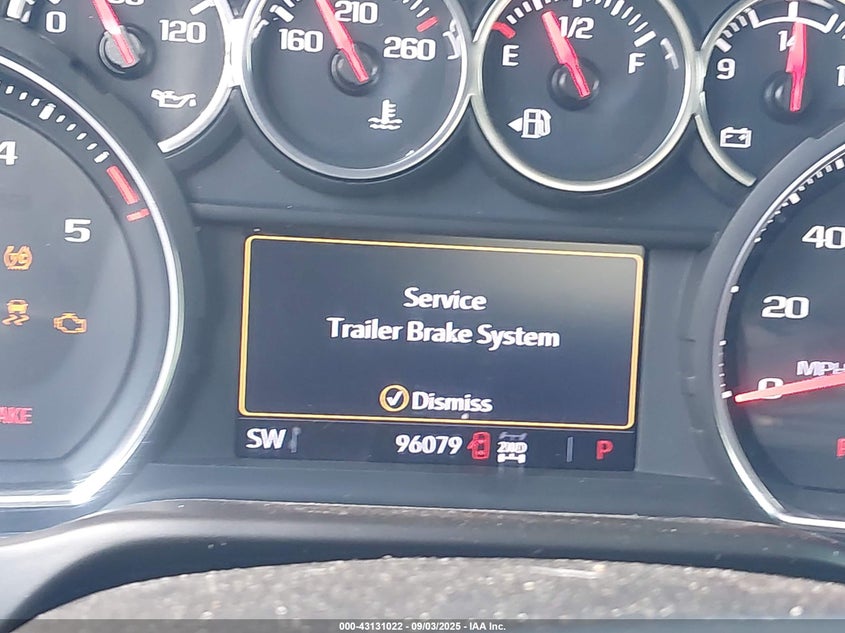 0 120
160 210 260
E 1/2 F
9 14
4
5
40
20
0
MPH
Service
Trailer Brake System
Dismiss
SW 96079 P
000-43131022 - 09/03/2025 - IAA Inc.